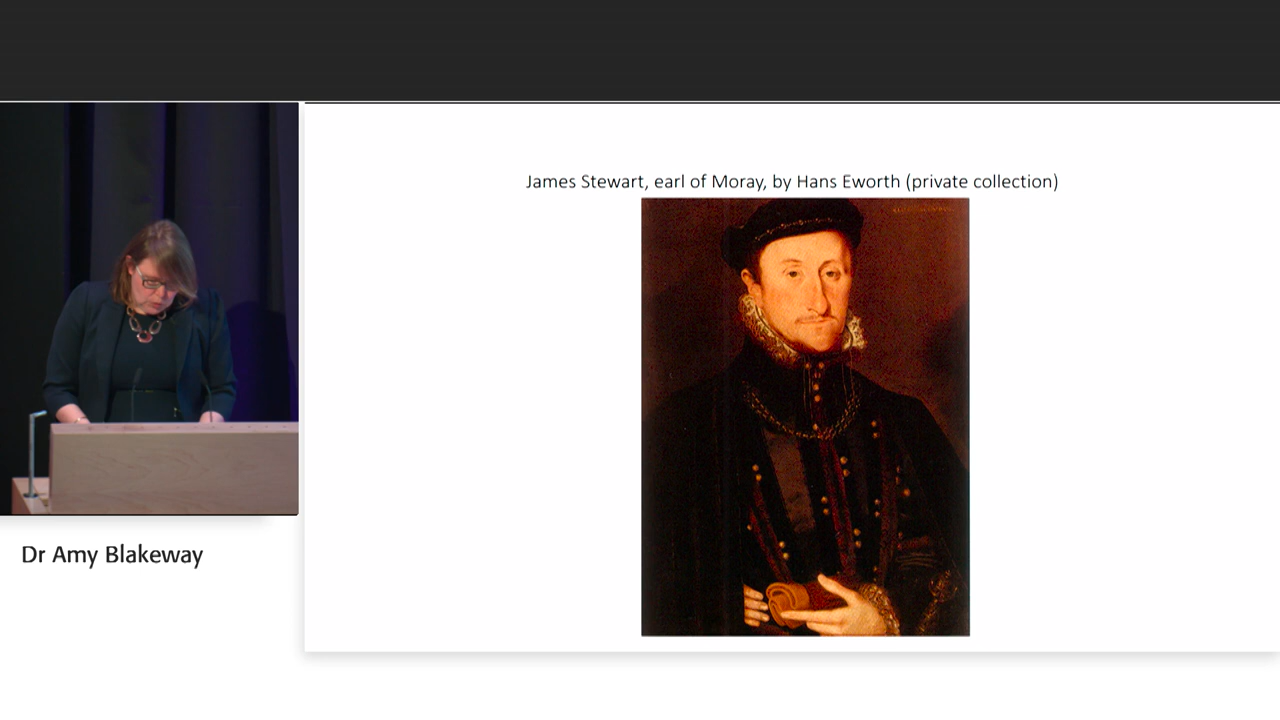 James Stewart, earl of Moray, by Hans Eworth (private collection)
Dr Amy Blakeway